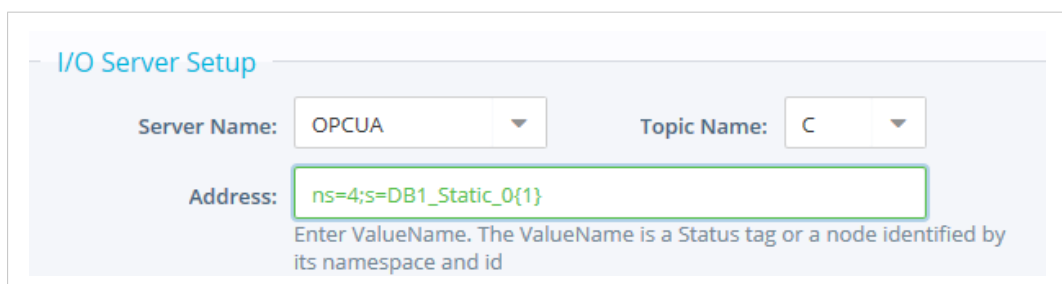 I/O Server Setup
Server Name: OPCUA Topic Name: C
Address: ns=4;s=DB1_Static_0{1}
Enter ValueName. The ValueName is a Status tag or a node identified by
its namespace and id